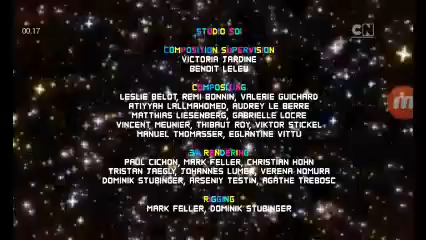 00.17
CN
STUDIO SOI
COMPOSITION SUPERVISION
VICTORIA JARDINE
BENOIT LELEU
COMPOSITING
LESLIE BELOT, REMI BONNIN, VALERIE GUICHARD
ATIYYAH LALLMAHOMED, AUDREY LE BERRE
MATTHIAS LIESENBERG, GABRIELLE LOCRE
VINCENT MEUNIER, THIBAUT ROY, VIKTOR STICKEL
MANUEL THOMASSER, EGLANTINE VITTU
3D RENDERING
PAUL CICHON, MARK FELLER, CHRISTIAN HOHN
TRISTAN JAEGLY, JOHANNES LUMER, VERENA NOMURA
DOMINIK STUBINGER, ARSENIY TESTIN, AGATHE TREBOSC
RIGGING
MARK FELLER, DOMINIK STUBINGER